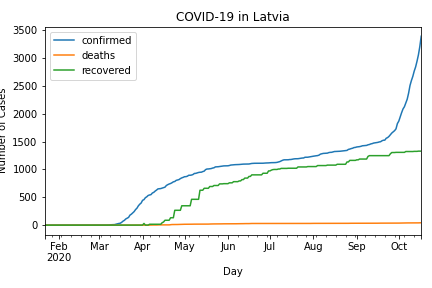 COVID-19 in Latvia
3500
3000
2500
2000
1500
1000
500
0
Number of Cases
confirmed
deaths
recovered
Feb Mar Apr May Jun Jul Aug Sep Oct
2020
Day